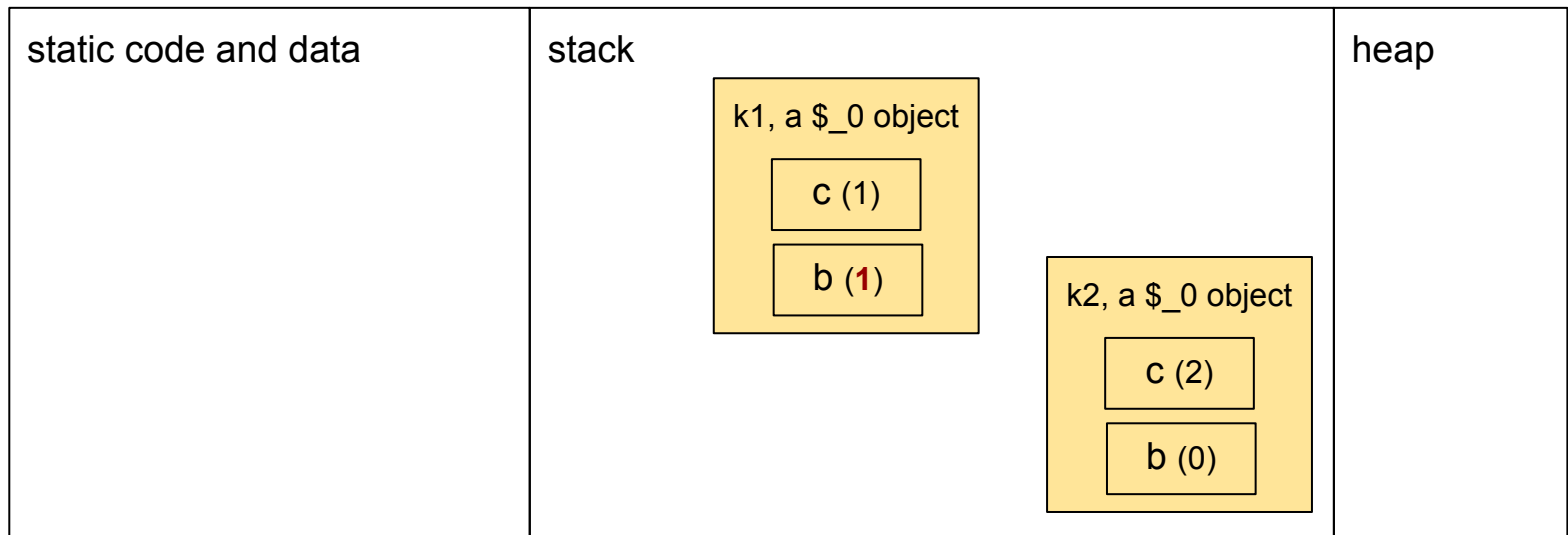 static code and data
stack
heap
k1, a $_0 object
c (1)
b (1)
k2, a $_0 object
c (2)
b (0)